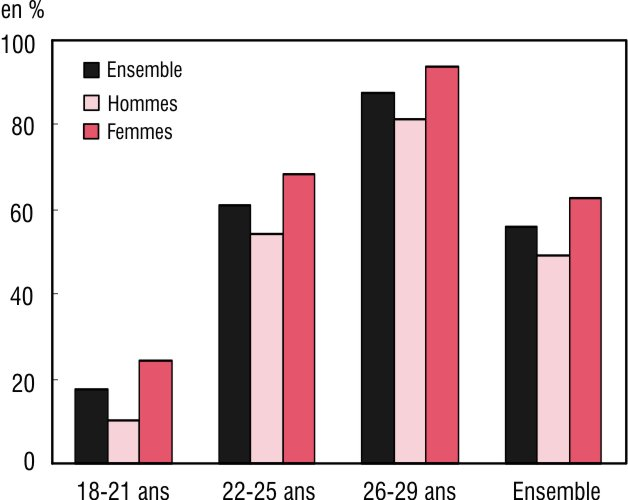 en %
100
80
60
40
20
0
Ensemble
Hommes
Femmes
18-21 ans 22-25 ans 26-29 ans Ensemble